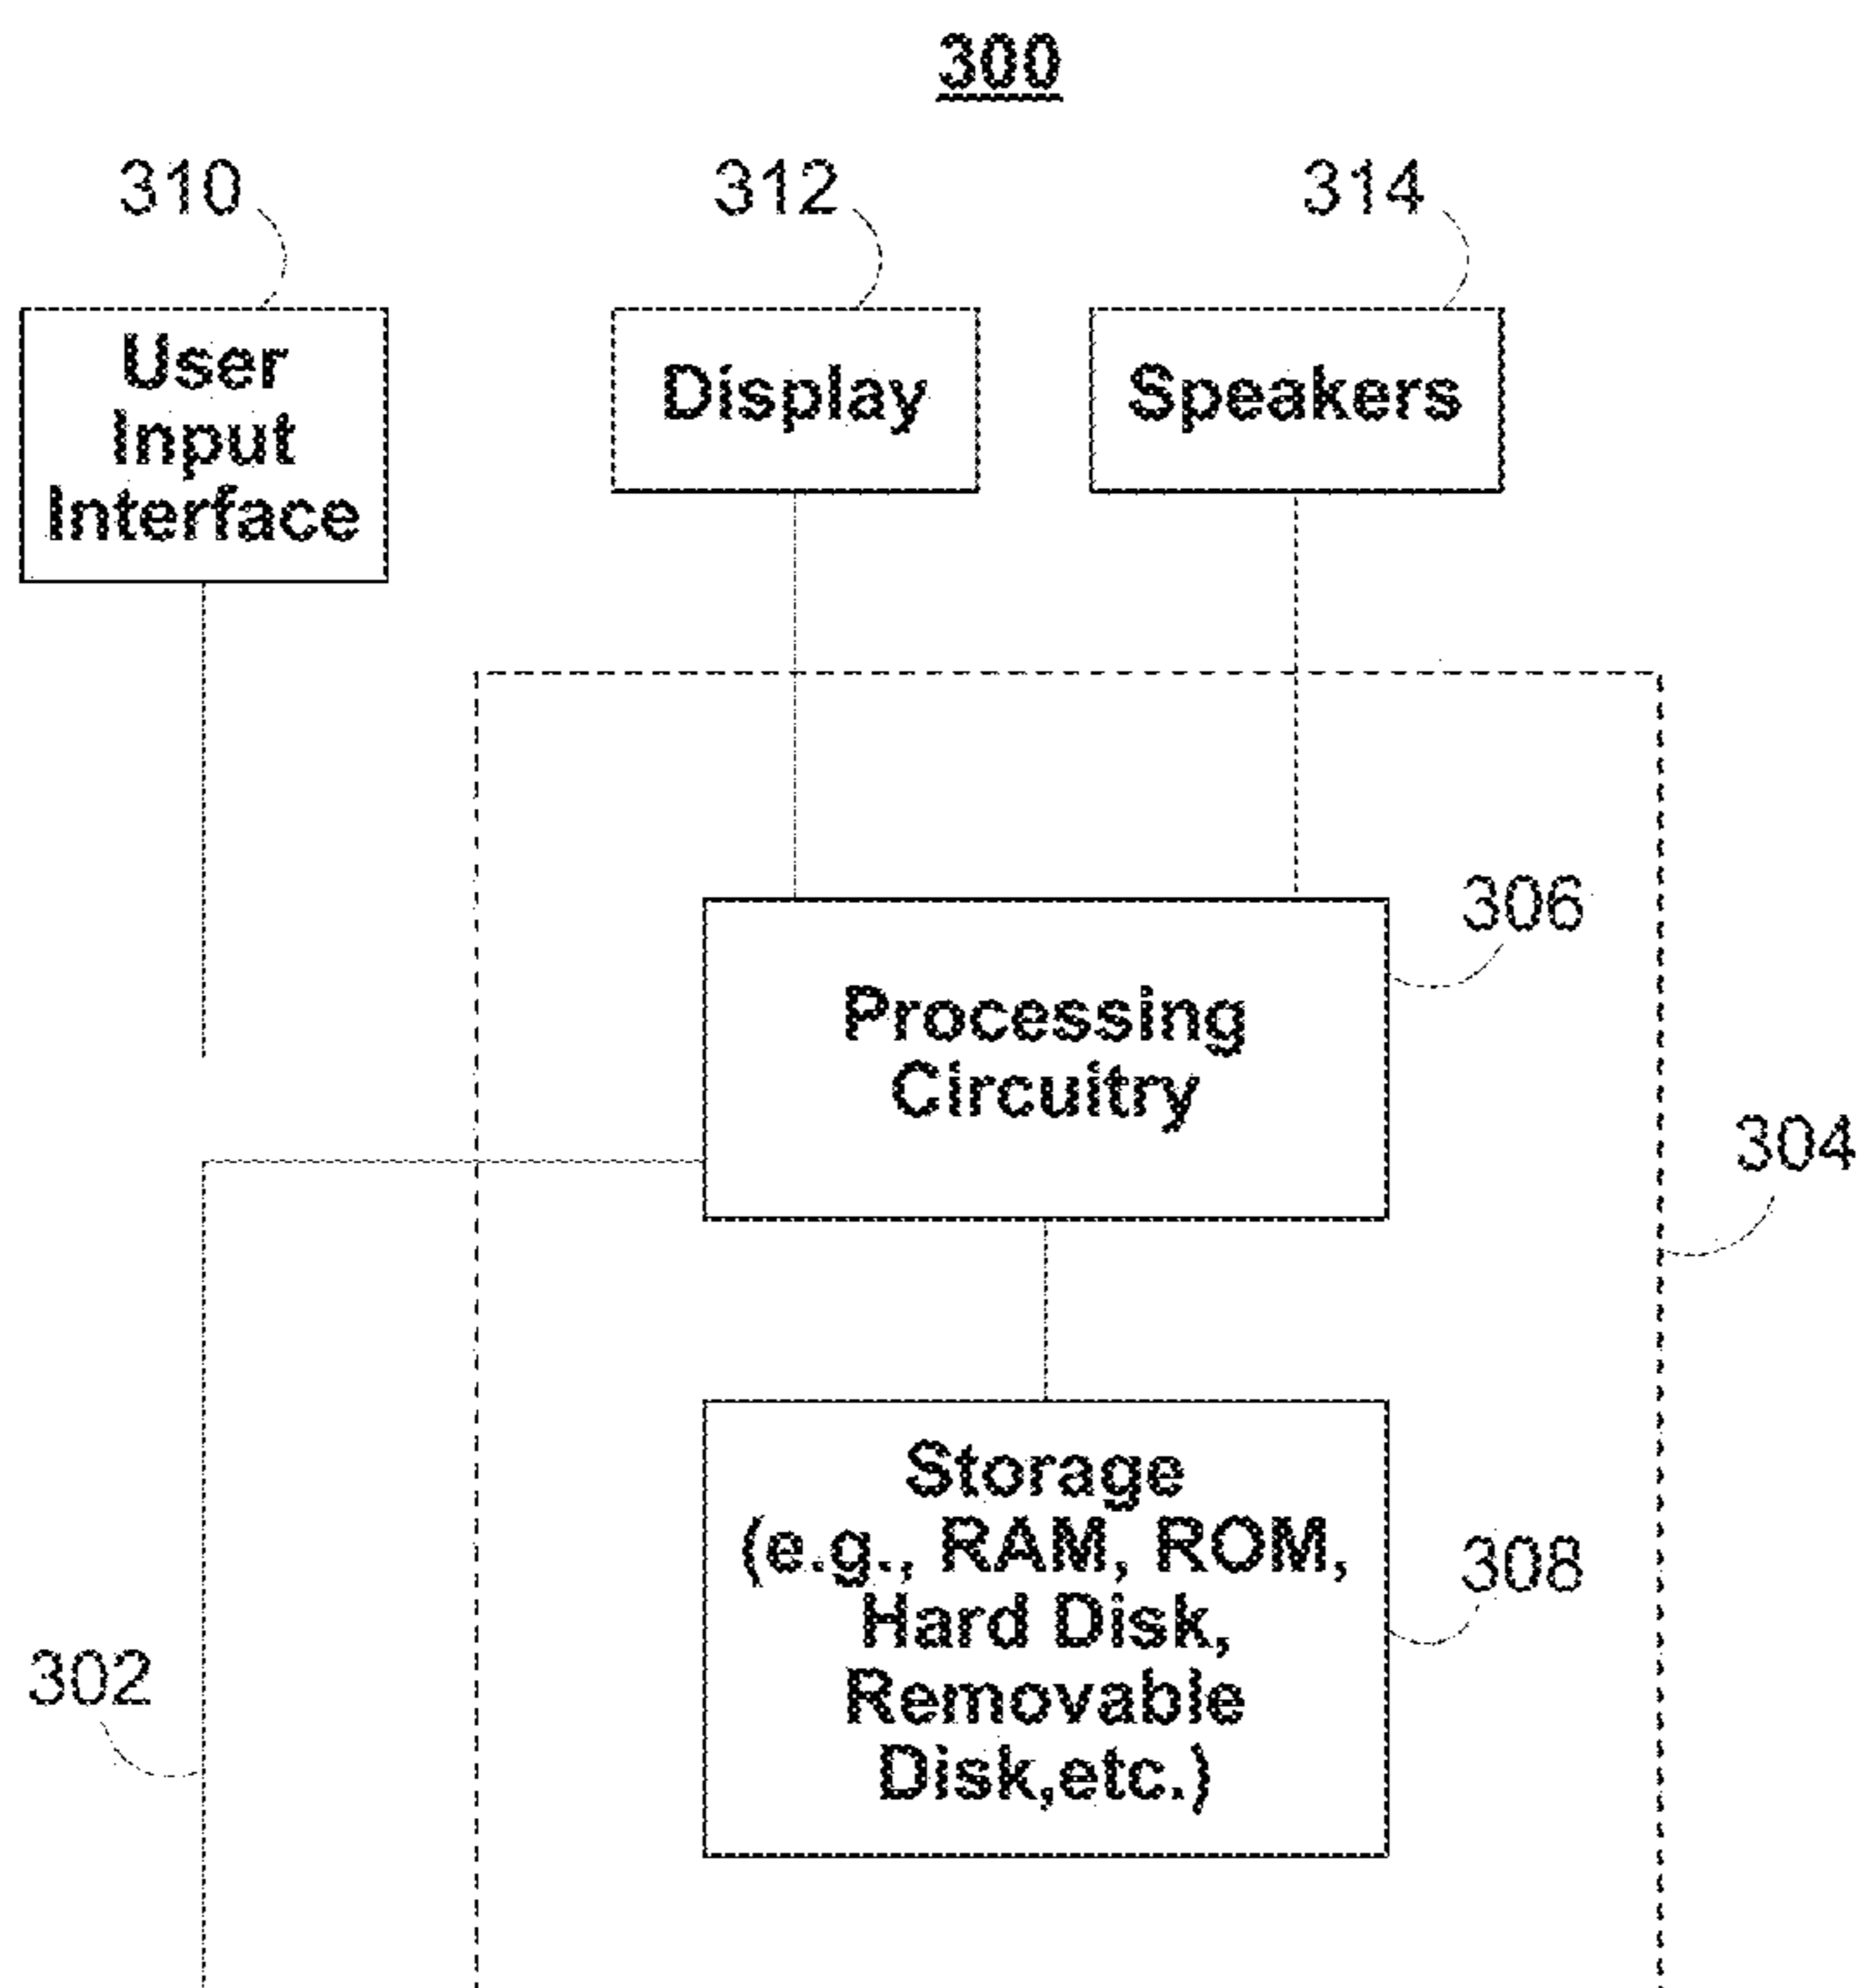 300
310
312
314
User
Input
Interface
Display
Speakers
306
Processing
Circuitry
304
Storage
(e.g., RAM, ROM,
Hard Disk,
Removable
Disk,etc.)
308
302